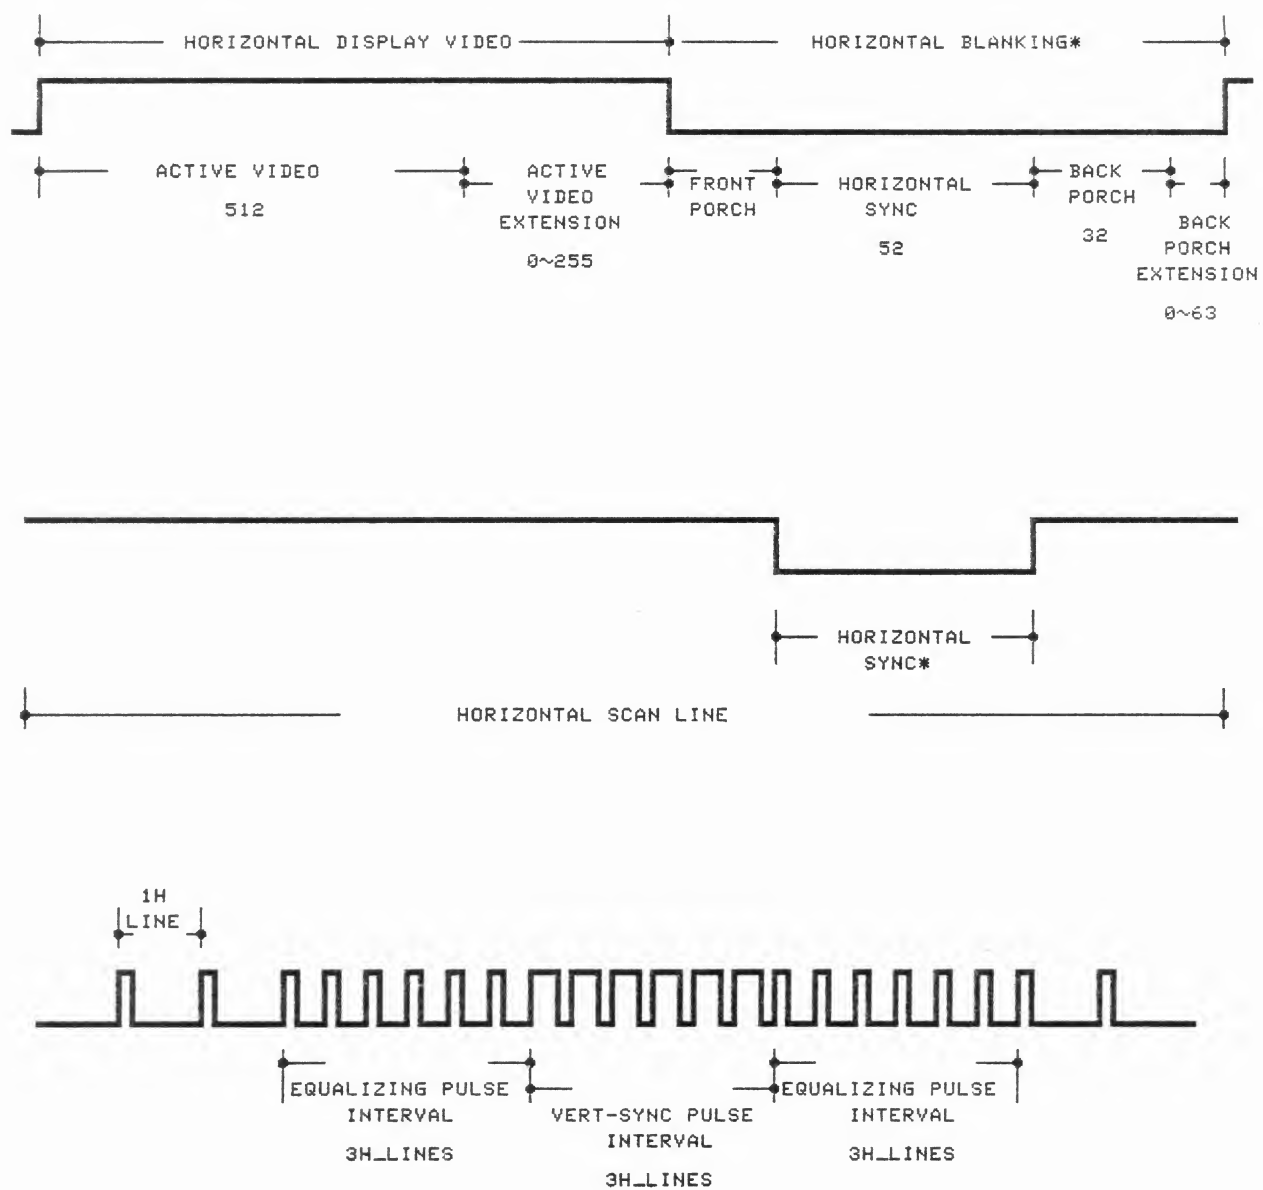 HORIZONTAL DISPLAY VIDEO
HORIZONTAL BLANKING*
ACTIVE VIDEO
512
ACTIVE
VIDEO
EXTENSION
0~255
FRONT
PORCH
HORIZONTAL
SYNC
52
BACK
PORCH
32
BACK
PORCH
EXTENSION
0~63
HORIZONTAL
SYNC*
HORIZONTAL SCAN LINE
1H
LINE
EQUALIZING PULSE
INTERVAL
3H_LINES
VERT-SYNC PULSE
INTERVAL
3H_LINES
EQUALIZING PULSE
INTERVAL
3H_LINES